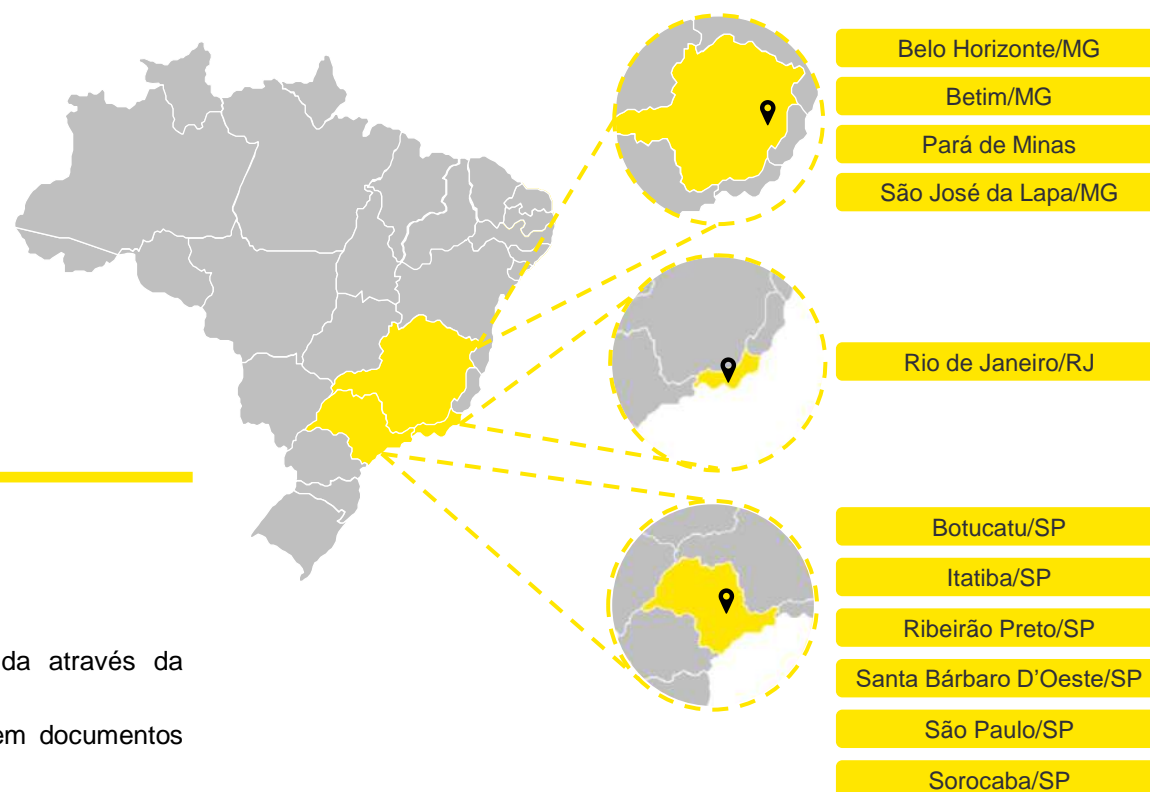 Belo Horizonte/MG
Betim/MG
Pará de Minas
São José da Lapa/MG
Rio de Janeiro/RJ
Botucatu/SP
Itatiba/SP
Ribeirão Preto/SP
Santa Bárbaro D’Oeste/SP
São Paulo/SP
Sorocaba/SP
da através da
em documentos